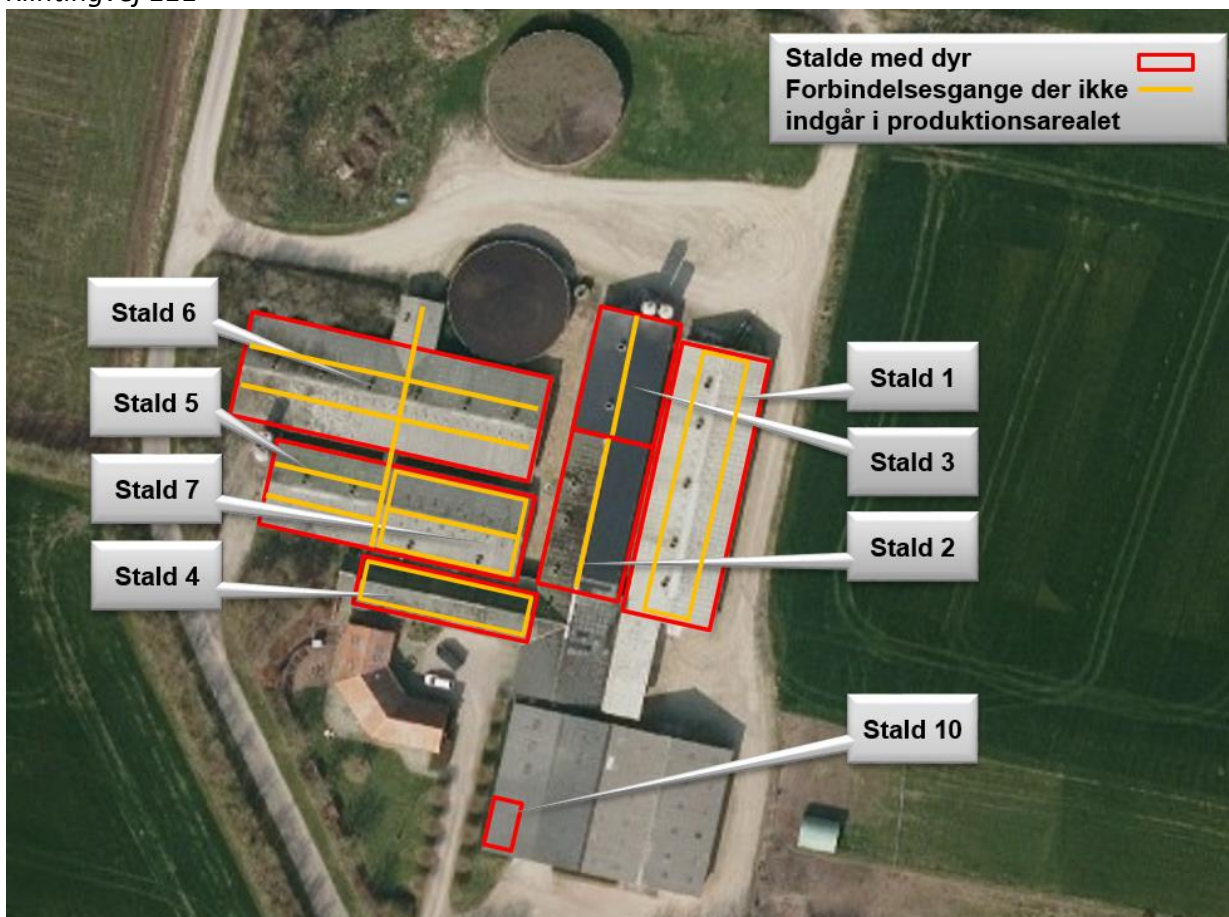 Stalde med dyr
Forbindelsesgange der ikke
indgår i produktionsarealet
Stald 6
Stald 5
Stald 7
Stald 4
Stald 1
Stald 3
Stald 2
Stald 10